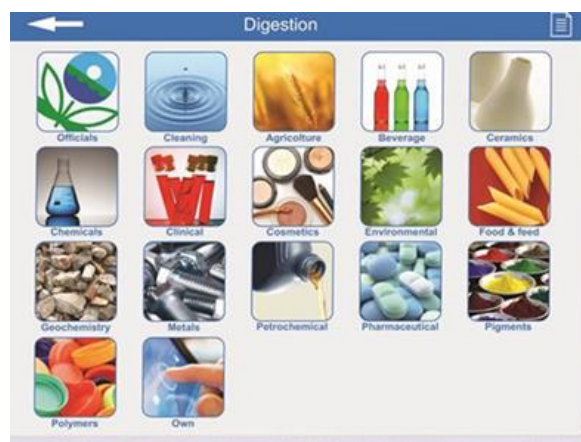 Digestion
Officials Cleaning Agricolture Beverage Ceramics
Chemicals Clinical Cosmetics Environmental Food & feed
Geochemistry Metals Petrochemical Pharmaceutical Pigments
Polymers Own